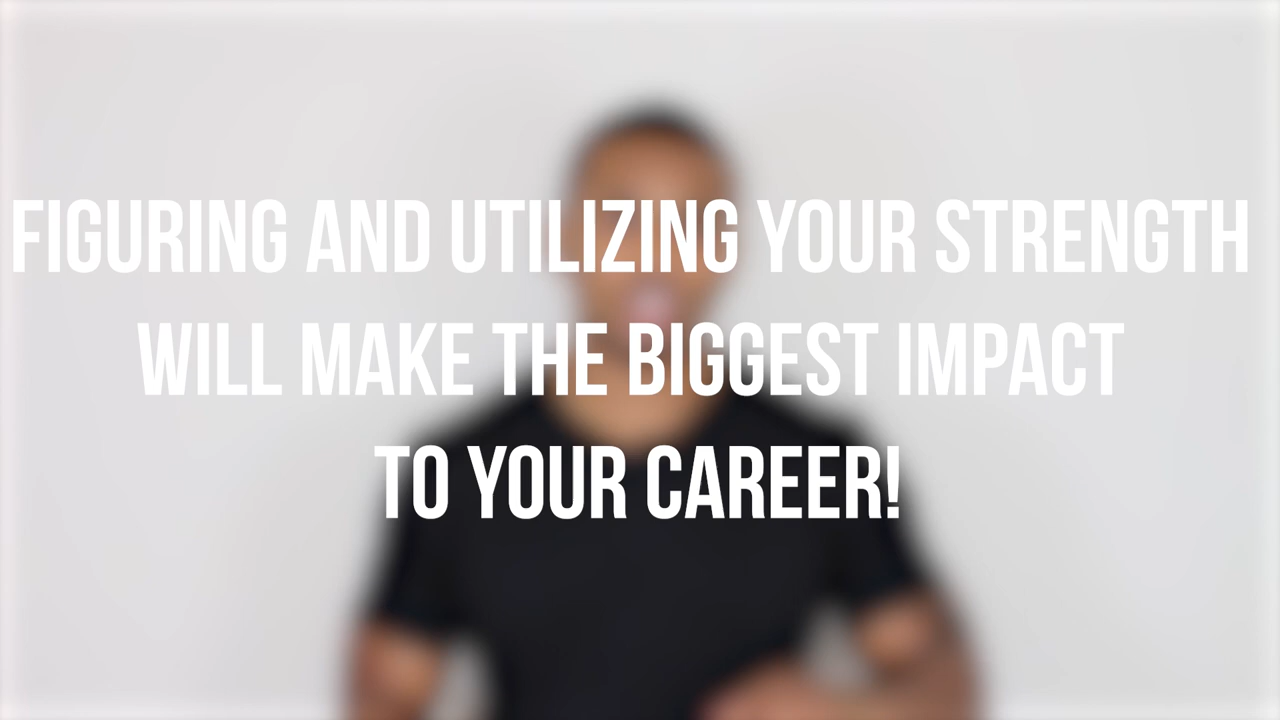 FIGURING AND UTILIZING YOUR STRENGTH
WILL MAKE THE BIGGEST IMPACT
TO YOUR CAREER!